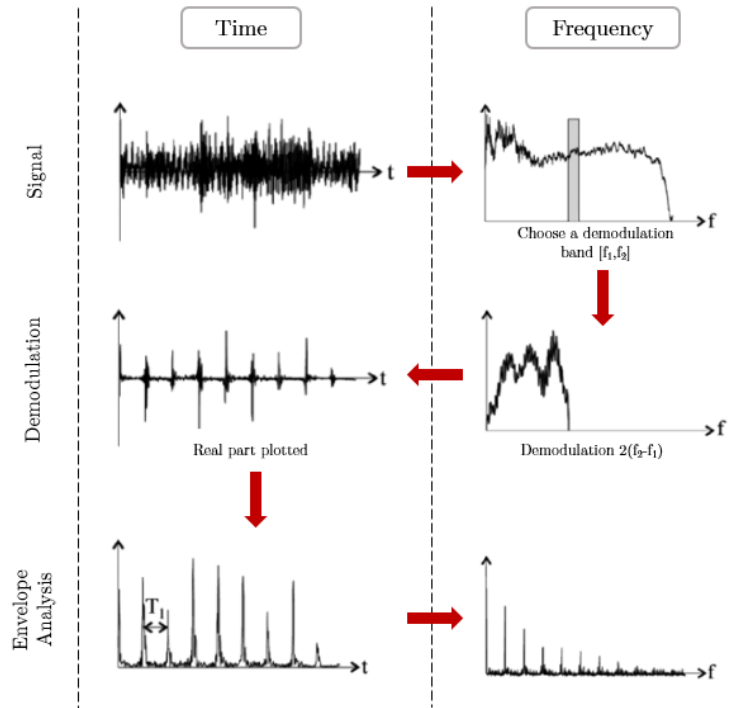 Time
Frequency
Signal
t
f
Choose a demodulation
band [f₁,f₂]
Demodulation
t
f
Real part plotted
Demodulation 2(f₂-f₁)
Envelope
Analysis
T₁
t
f